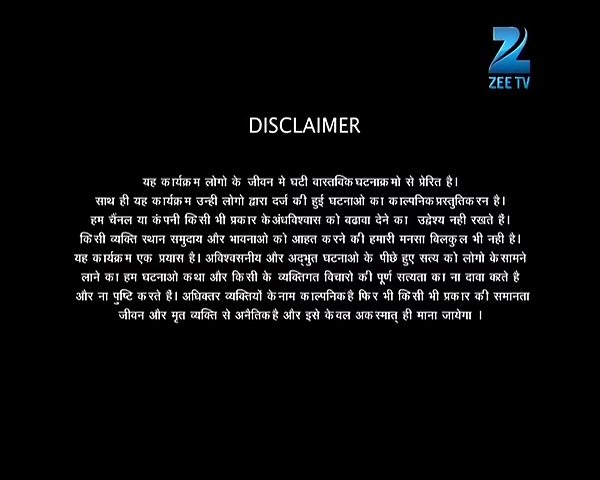 ZEE TV
DISCLAIMER
यह कार्यक्रम लोगो के जीवन मे घटी वास्तविक घटनाक्रमो से प्रेरित है।
साथ ही यह कार्यक्रम उन्ही लोगो द्वारा दर्ज की हुई घटनाओ का काल्पनिक प्रस्तुतिकरन है।
हम चैंनल या कंपनी किसी भी प्रकार के अंधविश्वास को बढावा देने का उद्देश्य नही रखते है।
किसी व्यक्ति स्थान समुदाय और भावनाओ को आहत करने की हमारी मनसा बिलकुल भी नही है।
यह कार्यक्रम एक प्रयास है। अविश्वसनीय और अद्भुत घटनाओ के पीछे हुए सत्य को लोगो के सामने
लाने का हम घटनाओ कथा और किसी के व्यक्तिगत विचारो की पूर्ण सत्यता का ना दावा करते है
और ना पुष्टि करते है। अधिक्तर व्यक्तियों के नाम काल्पनिक है फिर भी किसी भी प्रकार की समानता
जीवन और मृत व्यक्ति से अनैतिक है और इसे केवल अकस्मात् ही माना जायेगा ।